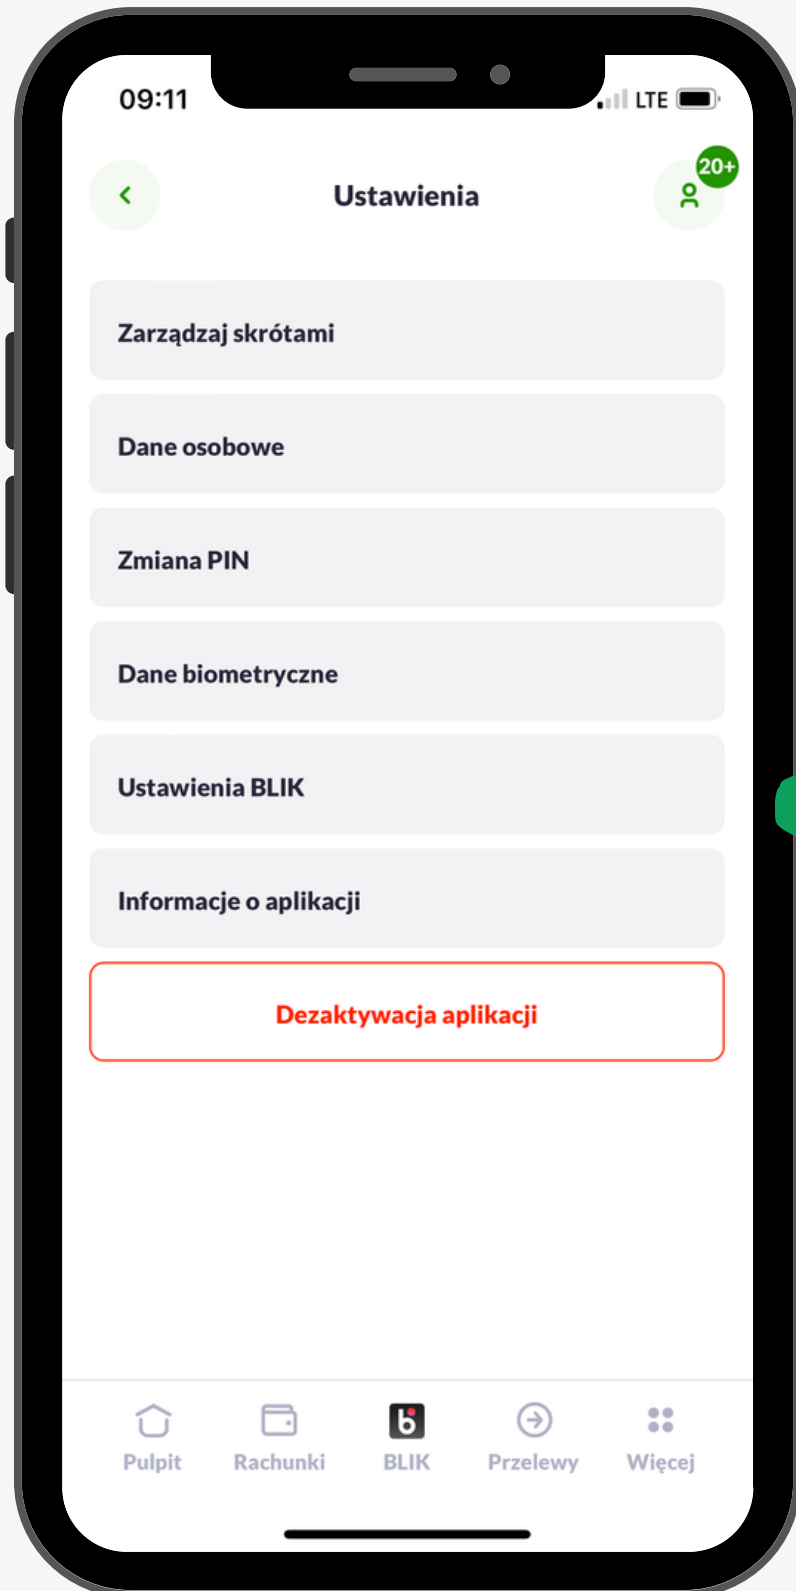 09:11
LTE
Ustawienia
20+
Zarządzaj skrótami
Dane osobowe
Zmiana PIN
Dane biometryczne
Ustawienia BLIK
Informacje o aplikacji
Dezaktywacja aplikacji
Pulpit
Rachunki
BLIK
Przelewy
Więcej